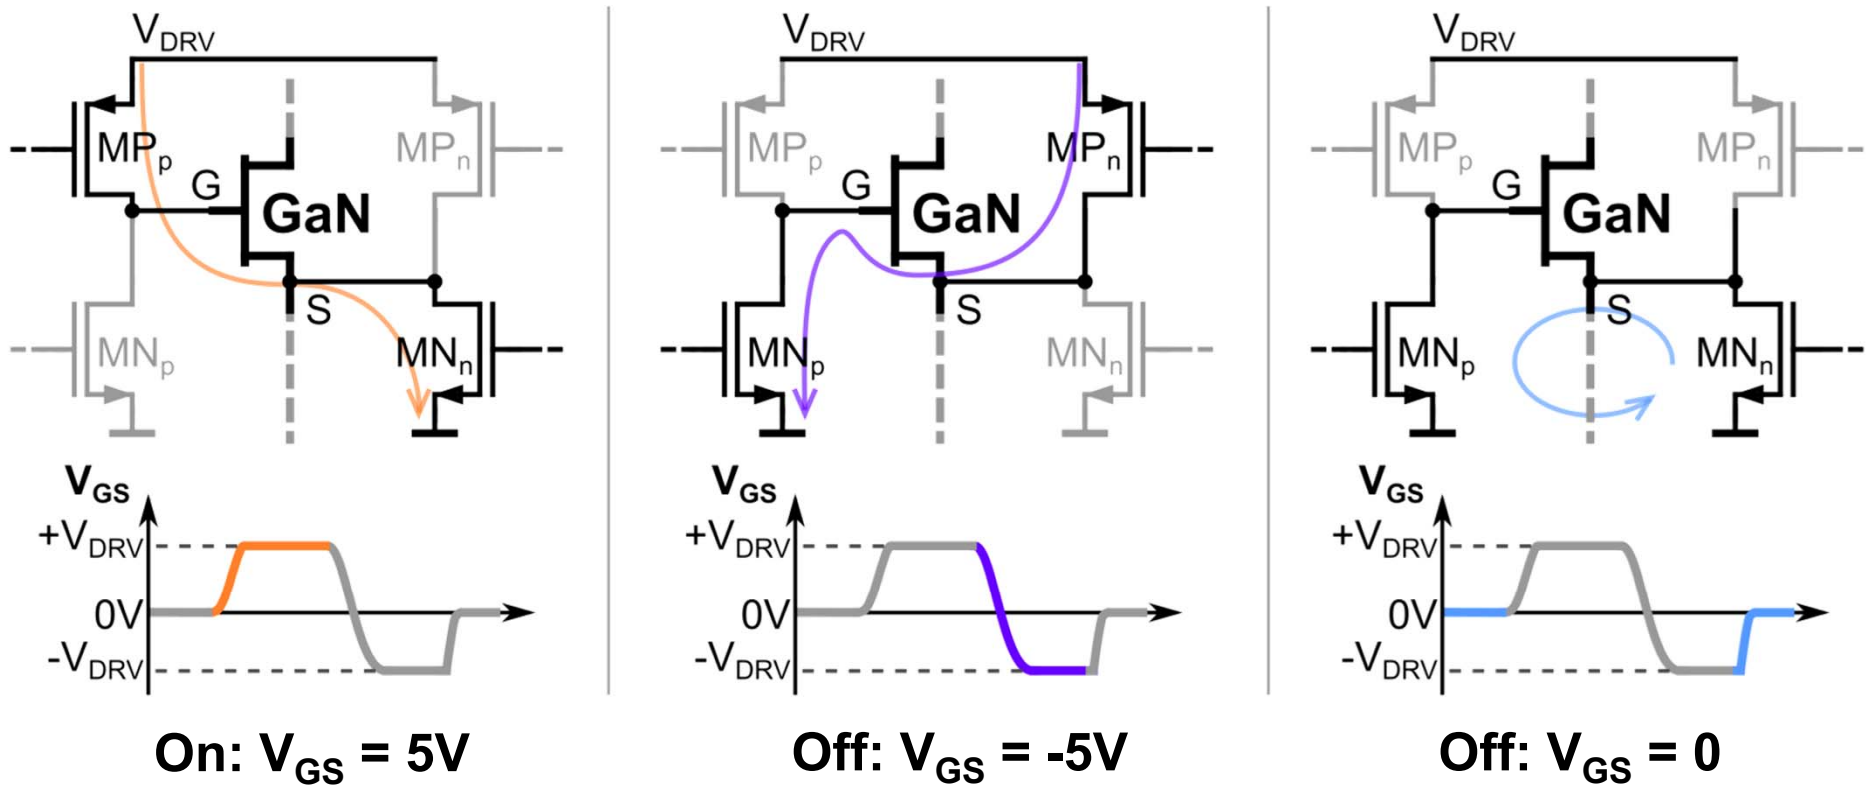 V_DRV
MP_p
MP_n
G
GaN
S
MN_p
MN_n
V_GS
+V_DRV
0V
-V_DRV
On: V_GS = 5V
V_DRV
MP_p
MP_n
G
GaN
S
MN_p
MN_n
V_GS
+V_DRV
0V
-V_DRV
Off: V_GS = -5V
V_DRV
MP_p
MP_n
G
GaN
S
MN_p
MN_n
V_GS
+V_DRV
0V
-V_DRV
Off: V_GS = 0